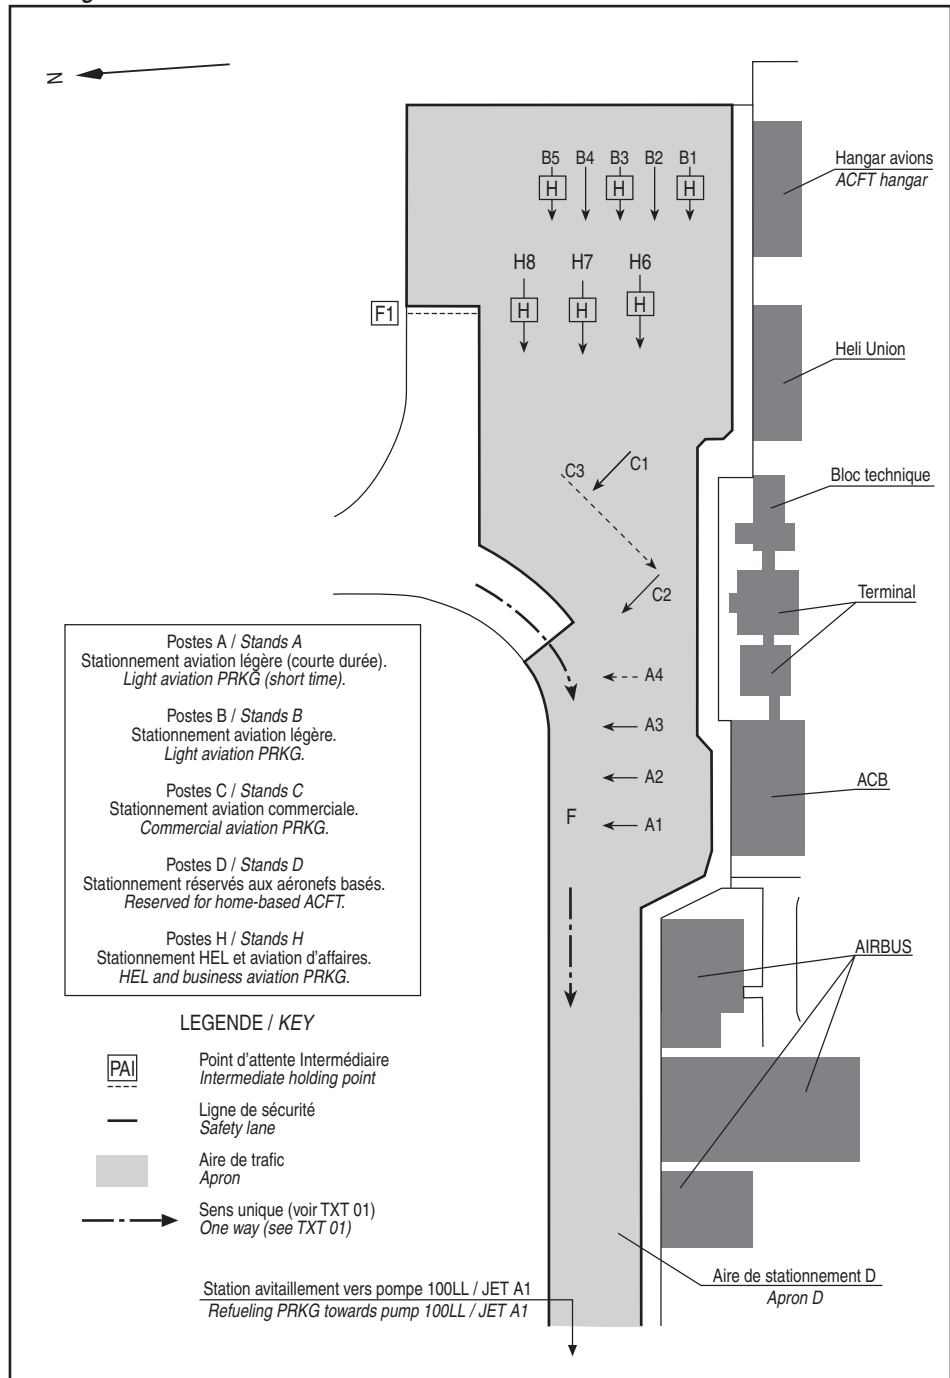 N
B5 B4 B3 B2 B1
H H H
H8 H7 H6
H H H
F1
C3 C1
C2
A4
A3
A2
F A1
Hangar avions
ACFT hangar
Heli Union
Bloc technique
Terminal
ACB
AIRBUS
Aire de stationnement D
Apron D
Postes A / Stands A
Stationnement aviation légère (courte durée).
Light aviation PRKG (short time).
Postes B / Stands B
Stationnement aviation légère.
Light aviation PRKG.
Postes C / Stands C
Stationnement aviation commerciale.
Commercial aviation PRKG.
Postes D / Stands D
Stationnement réservés aux aéronefs basés.
Reserved for home-based ACFT.
Postes H / Stands H
Stationnement HEL et aviation d'affaires.
HEL and business aviation PRKG.
LEGENDE / KEY
PAI
Point d'attente Intermédiaire
Intermediate holding point
Ligne de sécurité
Safety lane
Aire de trafic
Apron
Sens unique (voir TXT 01)
One way (see TXT 01)
Station avitaillement vers pompe 100LL / JET A1
Refueling PRKG towards pump 100LL / JET A1